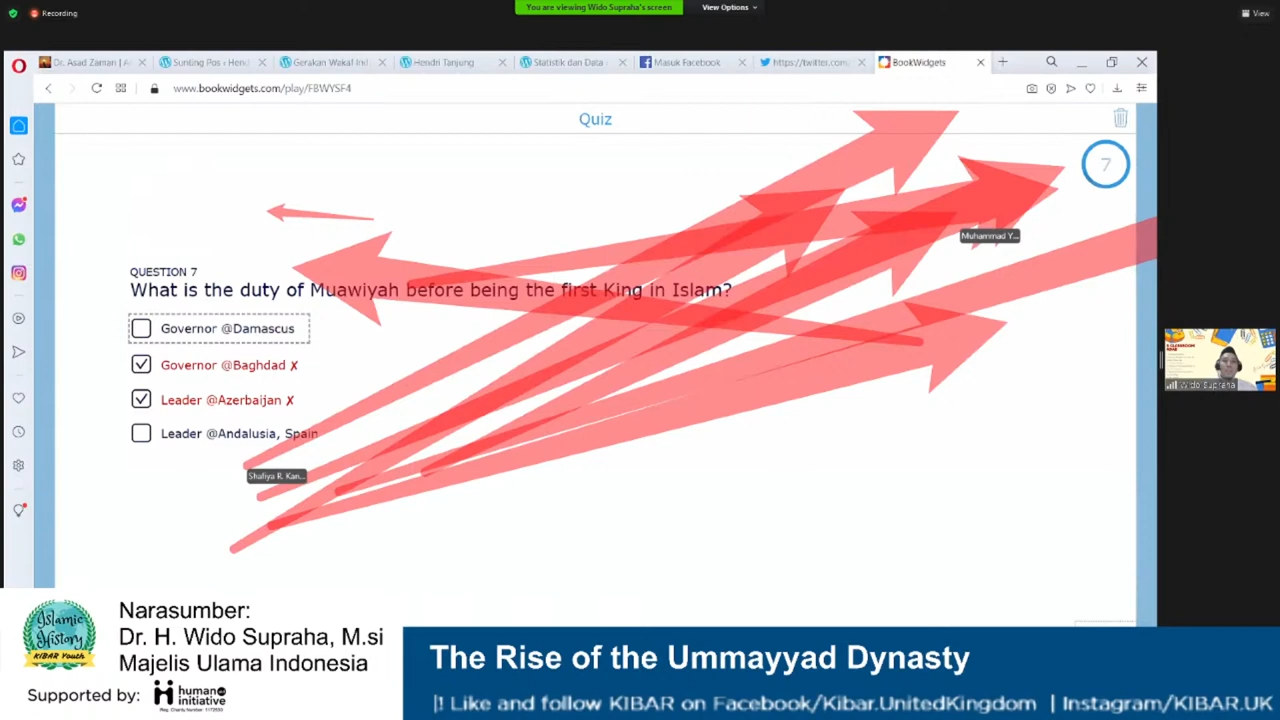 Recording
You are viewing Wido Supraha's screen
View Options
View
Dr. Asad Zaman | A
Sunting Pos ‹ Hend
Gerakan Wakaf Ind
Hendri Tanjung
Statistik dan Data
Masuk Facebook
https://twitter.com
BookWidgets
www.bookwidgets.com/play/FBWYSF4
Quiz
7
Muhammad Y...
QUESTION 7
What is the duty of Muawiyah before being the first King in Islam?
Governor @Damascus
Governor @Baghdad ✗
Leader @Azerbaijan ✗
Leader @Andalusia, Spain
Shafiya R. Kan...
Wido Supraha
Islamic
History
KIBAR Youth
Narasumber:
Dr. H. Wido Supraha, M.si
Majelis Ulama Indonesia
Supported by:
human
initiative
The Rise of the Ummayyad Dynasty
|! Like and follow KIBAR on Facebook/Kibar.UnitedKingdom | Instagram/KIBAR.UK